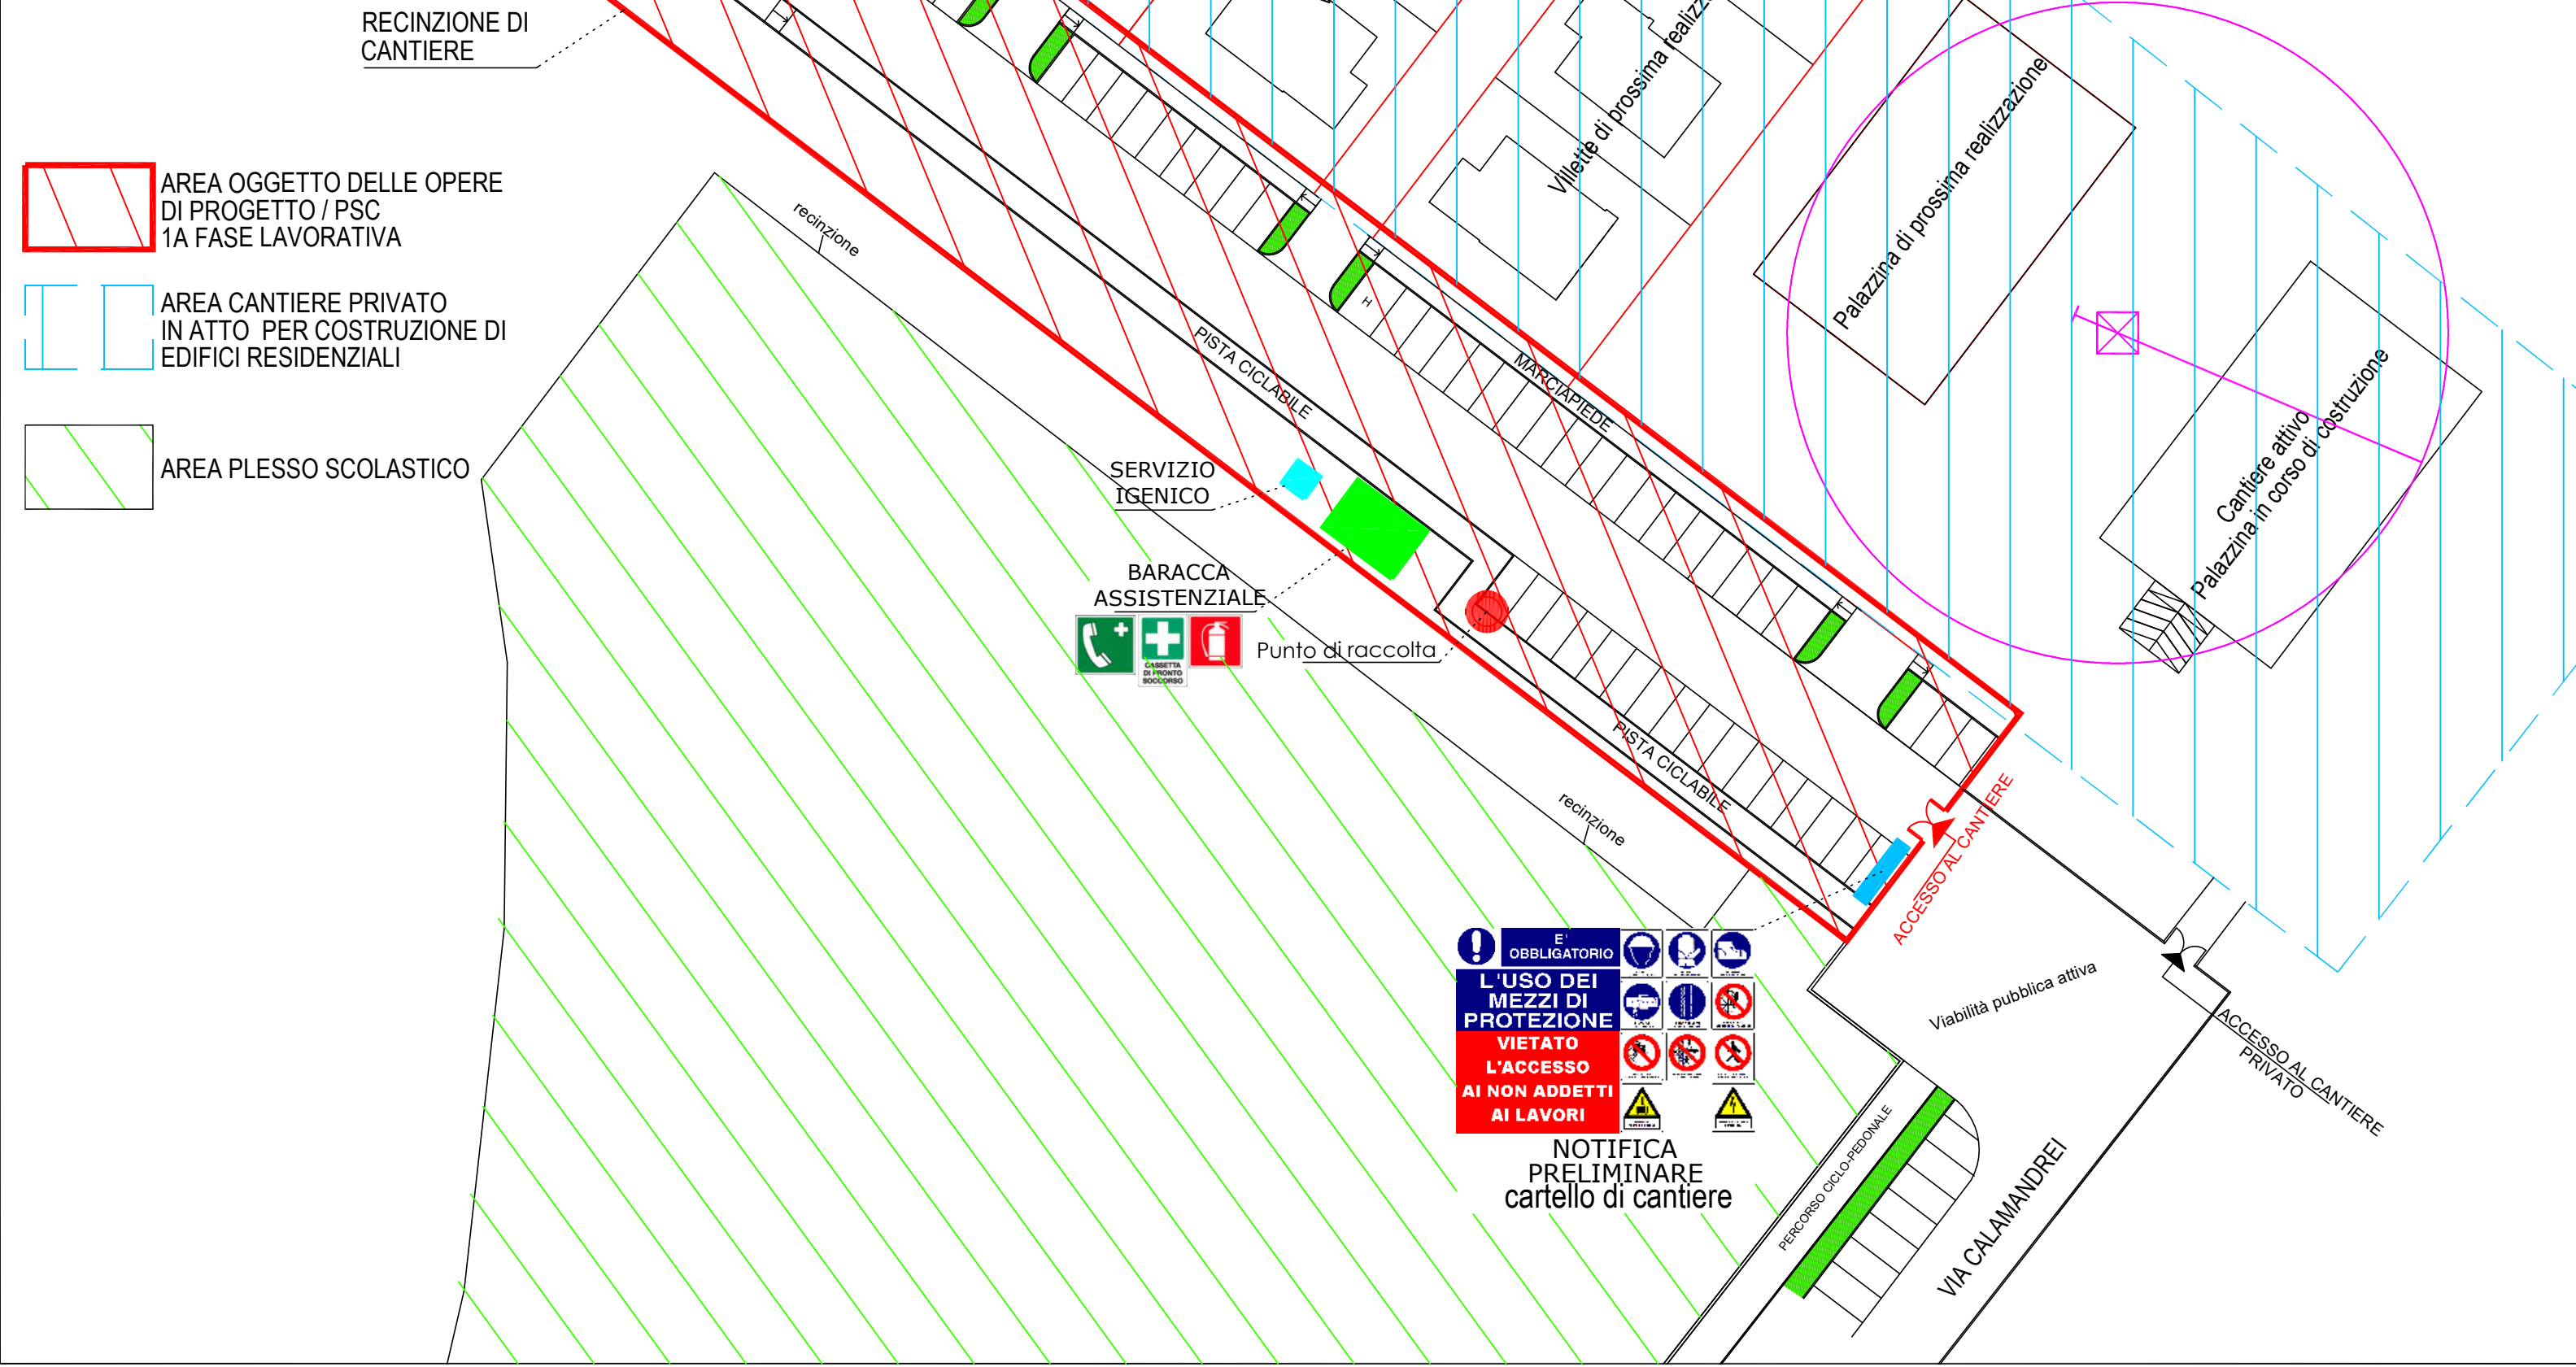 RECINZIONE DI
CANTIERE
AREA OGGETTO DELLE OPERE
DI PROGETTO / PSC
1A FASE LAVORATIVA
AREA CANTIERE PRIVATO
IN ATTO PER COSTRUZIONE DI
EDIFICI RESIDENZIALI
AREA PLESSO SCOLASTICO
recinzione
PISTA CICLABILE
MARCIAPIEDE
H
Villette di prossima
Palazzina di prossima realizzazione
Cantiere attivo
Palazzina in corso di costruzione
SERVIZIO
IGENICO
BARACCA
ASSISTENZIALE
CASSETTA
DI PRONTO
SOCCORSO
Punto di raccolta
PISTA CICLABILE
recinzione
ACCESSO AL CANTIERE
E'
OBBLIGATORIO
L'USO DEI
MEZZI DI
PROTEZIONE
VIETATO
L'ACCESSO
AI NON ADDETTI
AI LAVORI
NOTIFICA
PRELIMINARE
cartello di cantiere
Viabilità pubblica attiva
ACCESSO AL CANTIERE
PRIVATO
PERCORSO CICLO-PEDONALE
VIA CALAMANDREI